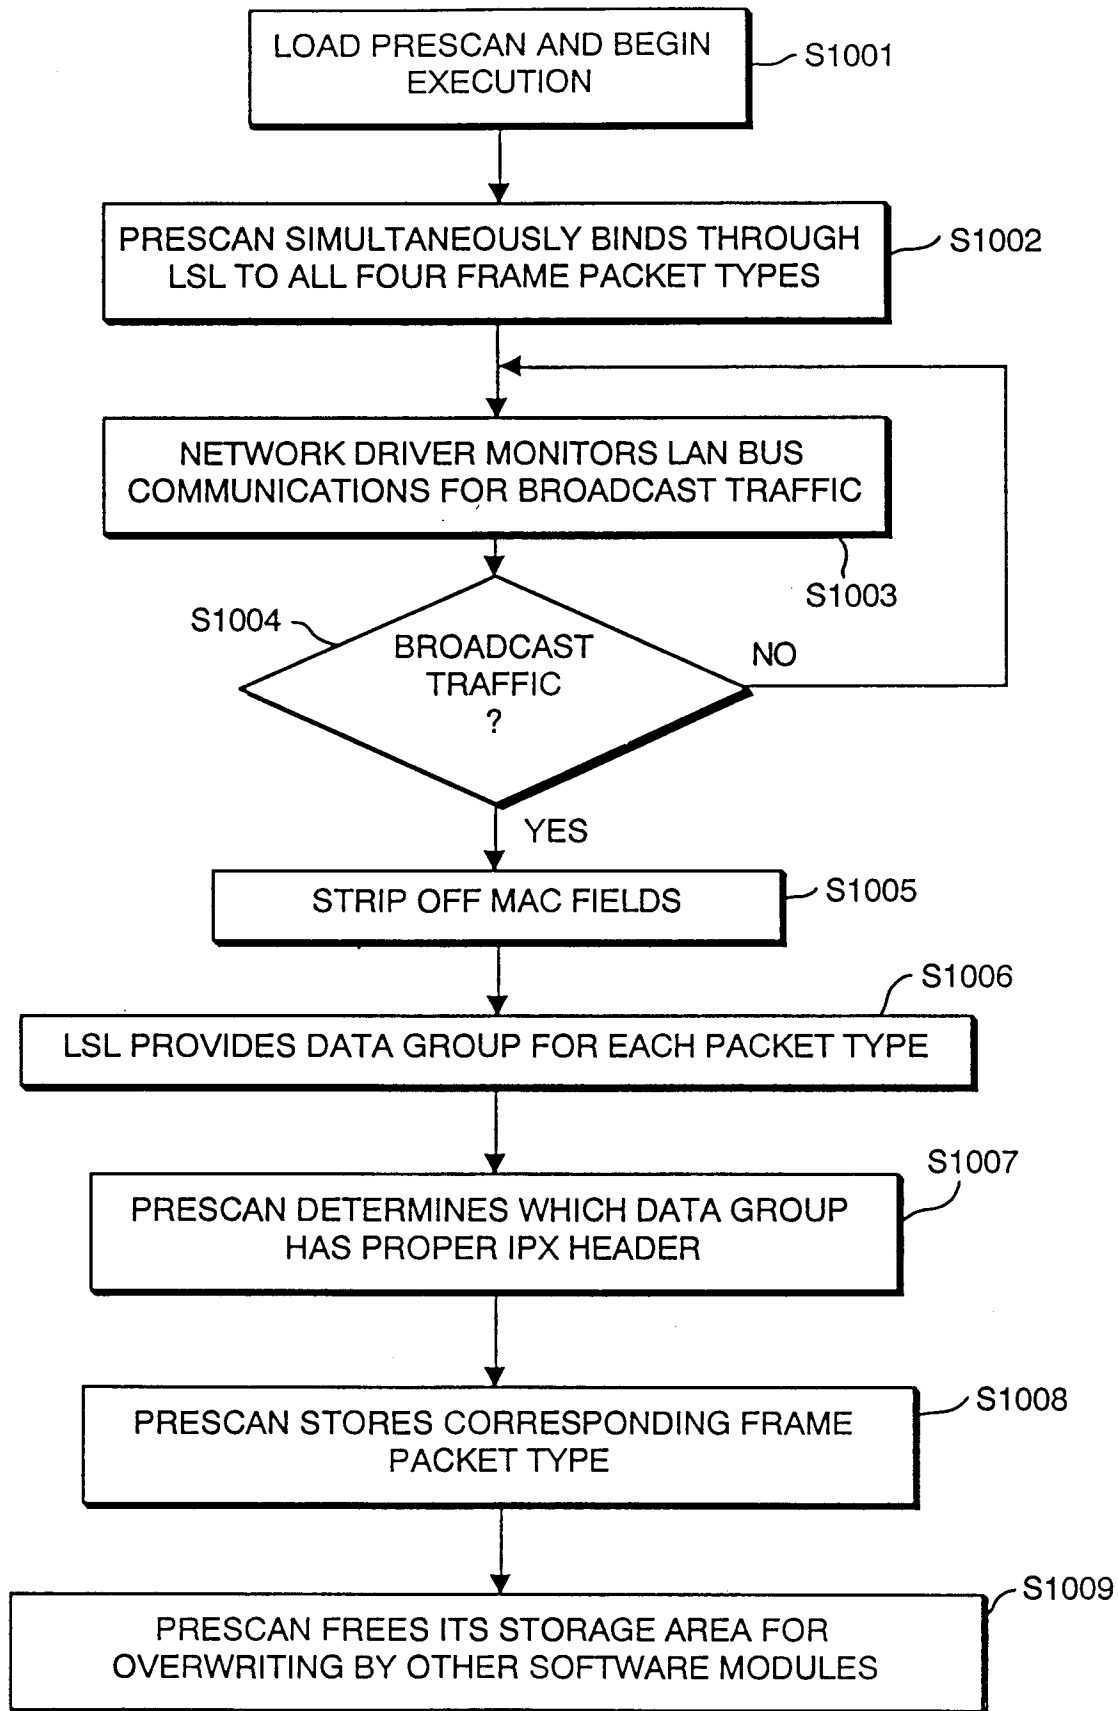 LOAD PRESCAN AND BEGIN
EXECUTION
S1001
PRESCAN SIMULTANEOUSLY BINDS THROUGH
LSL TO ALL FOUR FRAME PACKET TYPES
S1002
NETWORK DRIVER MONITORS LAN BUS
COMMUNICATIONS FOR BROADCAST TRAFFIC
S1003
S1004
BROADCAST
TRAFFIC
?
NO
YES
STRIP OFF MAC FIELDS
S1005
S1006
LSL PROVIDES DATA GROUP FOR EACH PACKET TYPE
S1007
PRESCAN DETERMINES WHICH DATA GROUP
HAS PROPER IPX HEADER
PRESCAN STORES CORRESPONDING FRAME
PACKET TYPE
S1008
S1009
PRESCAN FREES ITS STORAGE AREA FOR
OVERWRITING BY OTHER SOFTWARE MODULES